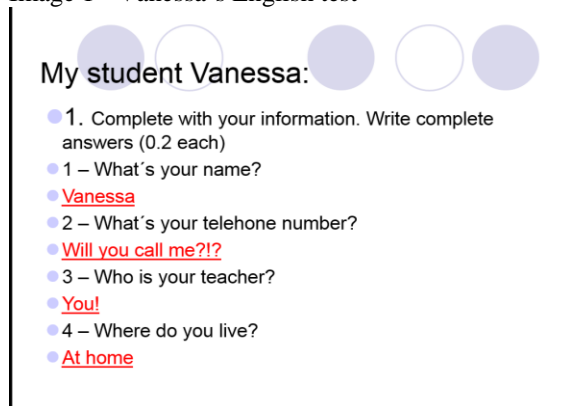 Image 1 – Vanessa's English test
My student Vanessa:
1. Complete with your information. Write complete
answers (0.2 each)
1 – What´s your name?
Vanessa
2 – What´s your telehone number?
Will you call me?!?
3 – Who is your teacher?
You!
4 – Where do you live?
At home